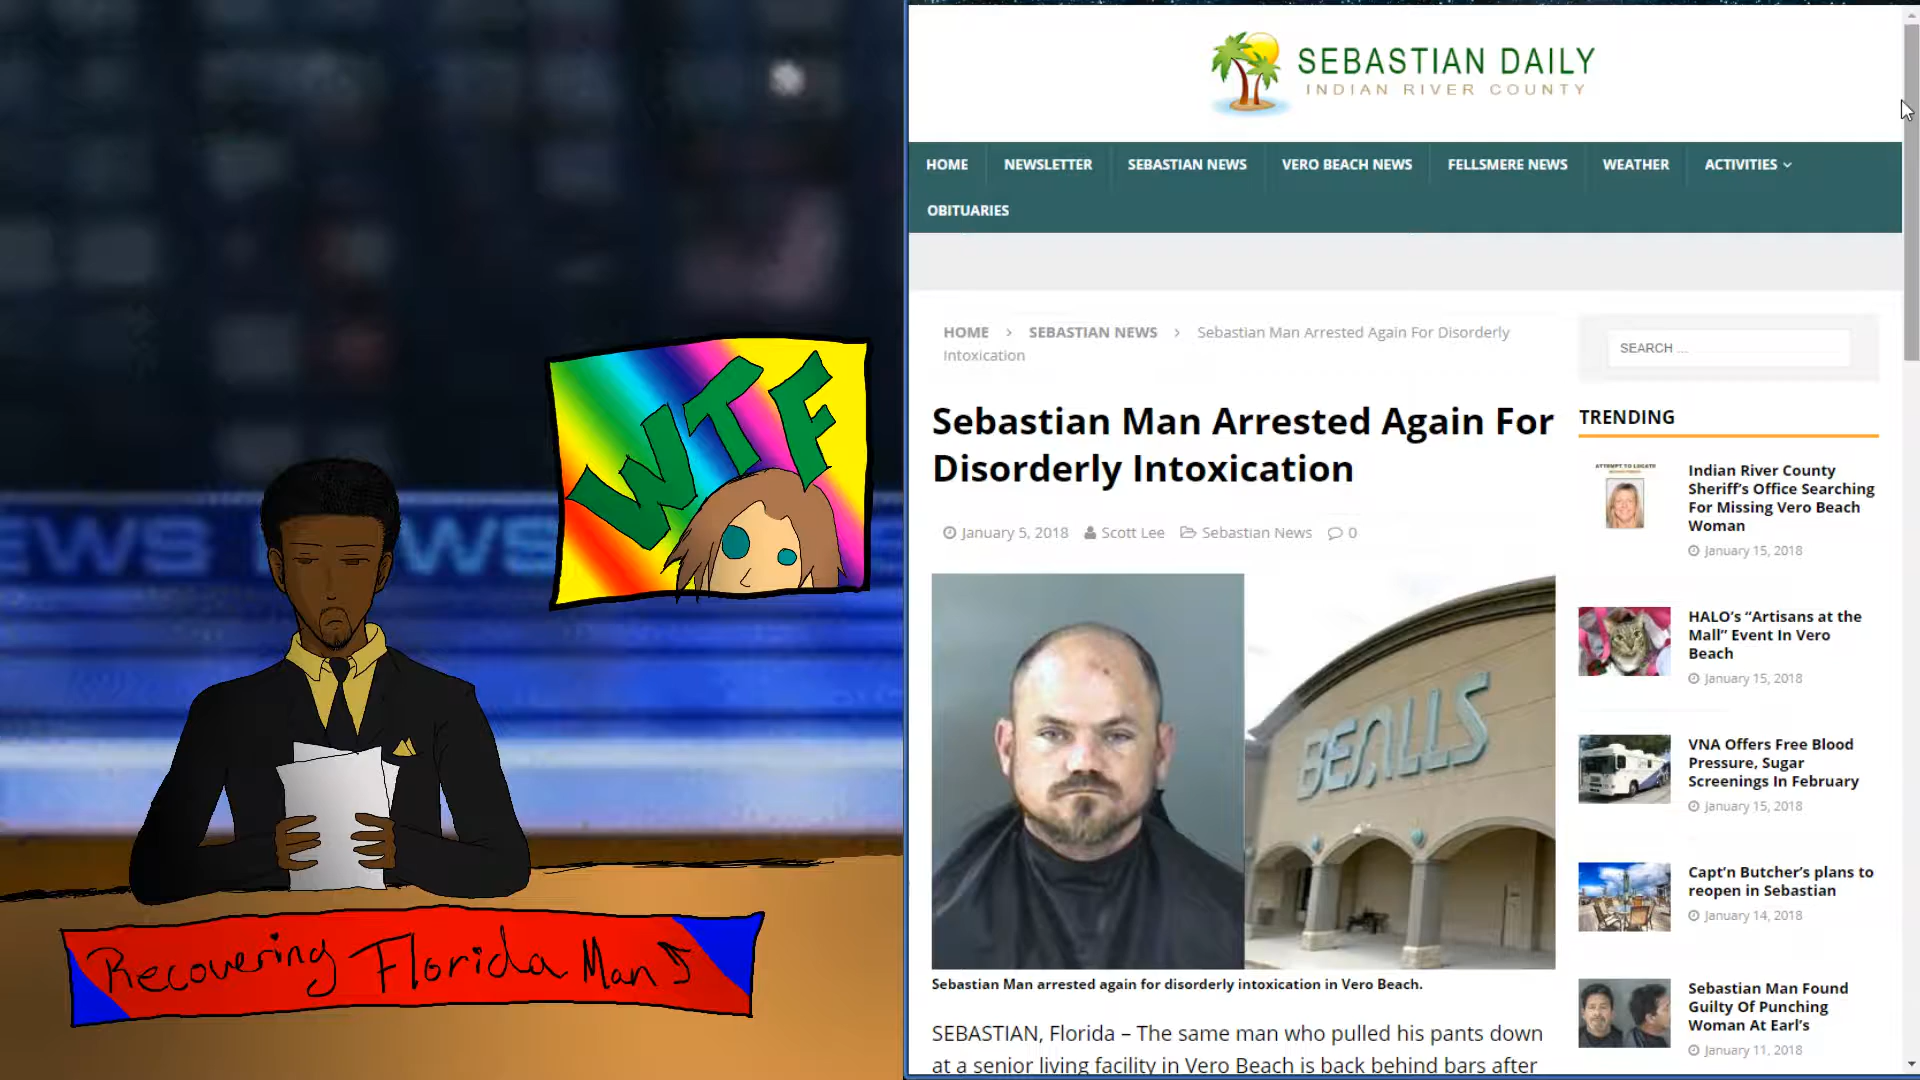 EWS
WS
WTF
Recovering Florida Man
SEBASTIAN DAILY
INDIAN RIVER COUNTY
HOME
NEWSLETTER
SEBASTIAN NEWS
VERO BEACH NEWS
FELLSMERE NEWS
WEATHER
ACTIVITIES
OBITUARIES
HOME > SEBASTIAN NEWS > Sebastian Man Arrested Again For Disorderly
Intoxication
Sebastian Man Arrested Again For
Disorderly Intoxication
January 5, 2018 Scott Lee Sebastian News 0
BEALLS
Sebastian Man arrested again for disorderly intoxication in Vero Beach.
SEBASTIAN, Florida – The same man who pulled his pants down
at a senior living facility in Vero Beach is back behind bars after
SEARCH ...
TRENDING
ATTEMPT TO LOCATE
Indian River County
Sheriff's Office Searching
For Missing Vero Beach
Woman
January 15, 2018
HALO's “Artisans at the
Mall” Event In Vero
Beach
January 15, 2018
VNA Offers Free Blood
Pressure, Sugar
Screenings In February
January 15, 2018
Capt'n Butcher's plans to
reopen in Sebastian
January 14, 2018
Sebastian Man Found
Guilty Of Punching
Woman At Earl's
January 11, 2018